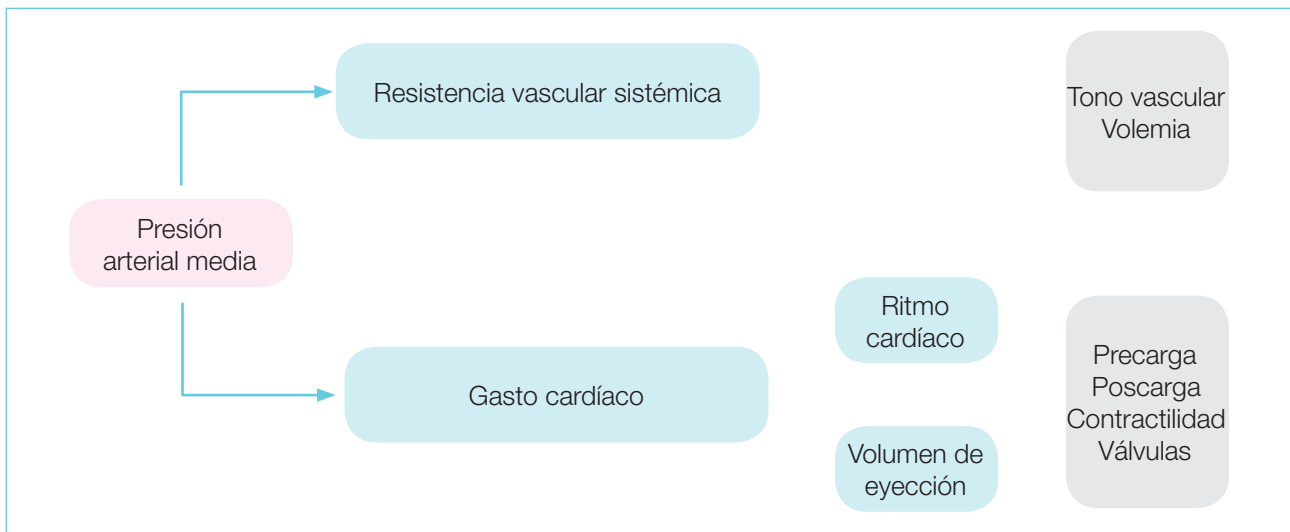 Resistencia vascular sistémica
Tono vascular
Volemia
Presión
arterial media
Ritmo
cardíaco
Gasto cardíaco
Volumen de
eyección
Precarga
Poscarga
Contractilidad
Válvulas